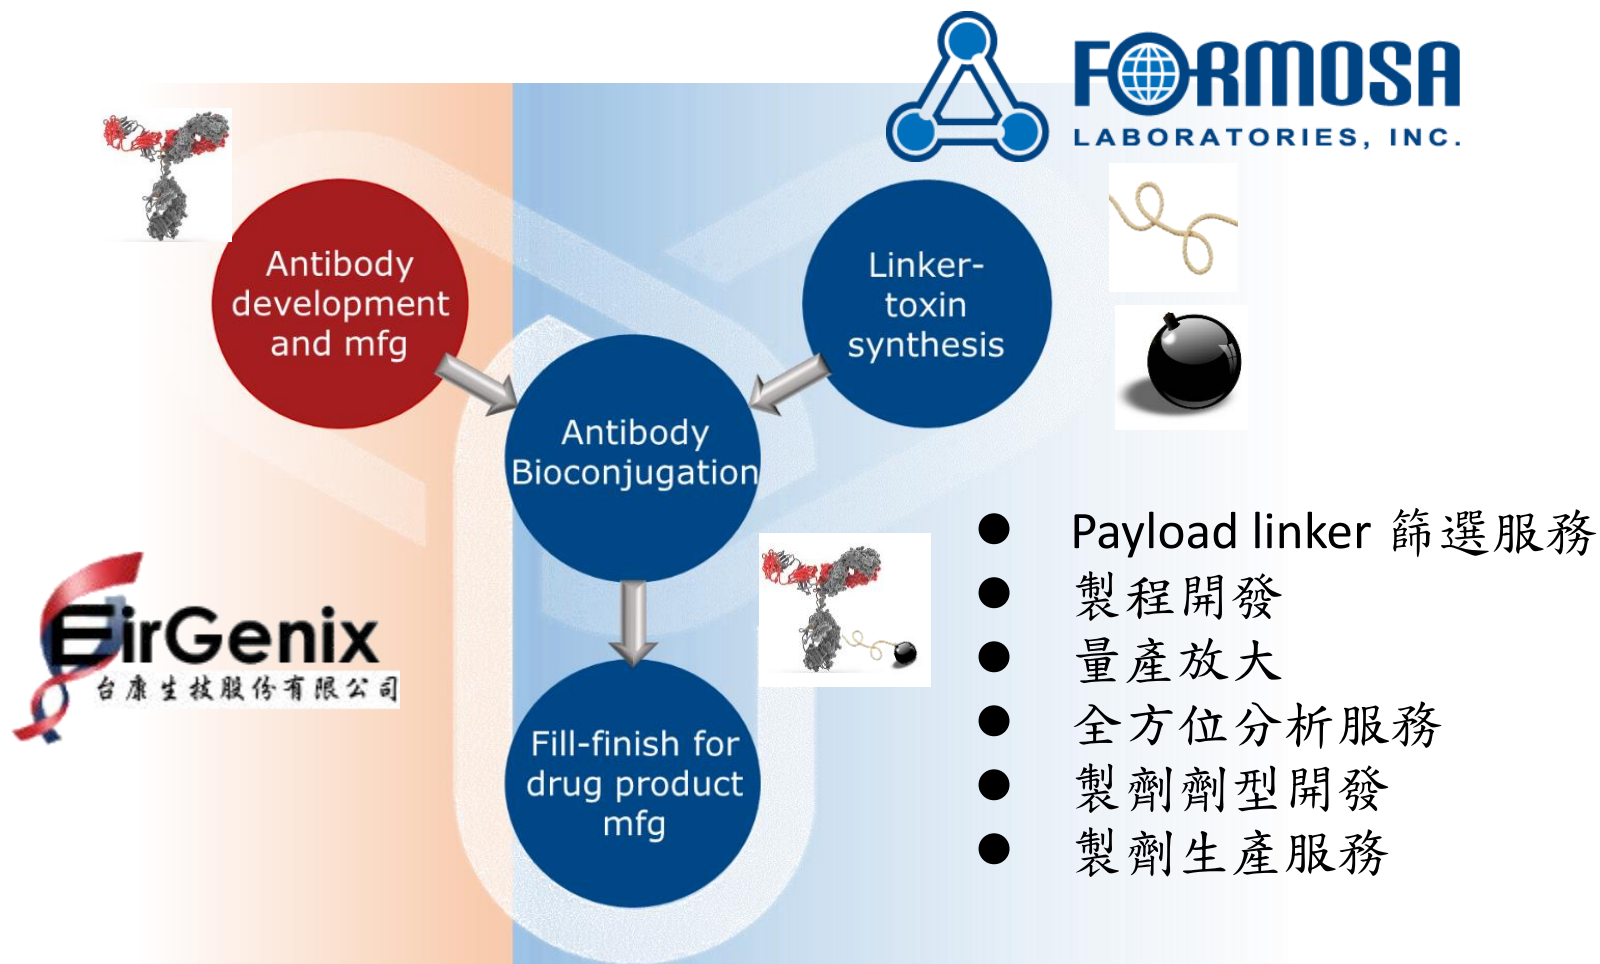 FORMOSA
LABORATORIES, INC.
Antibody
development
and mfg
Linker-
toxin
synthesis
Antibody
Bioconjugation
EirGenix
台康生技股份有限公司
Fill-finish for
drug product
mfg
● Payload linker 篩選服務
● 製程開發
● 量產放大
● 全方位分析服務
● 製劑劑型開發
● 製劑生產服務